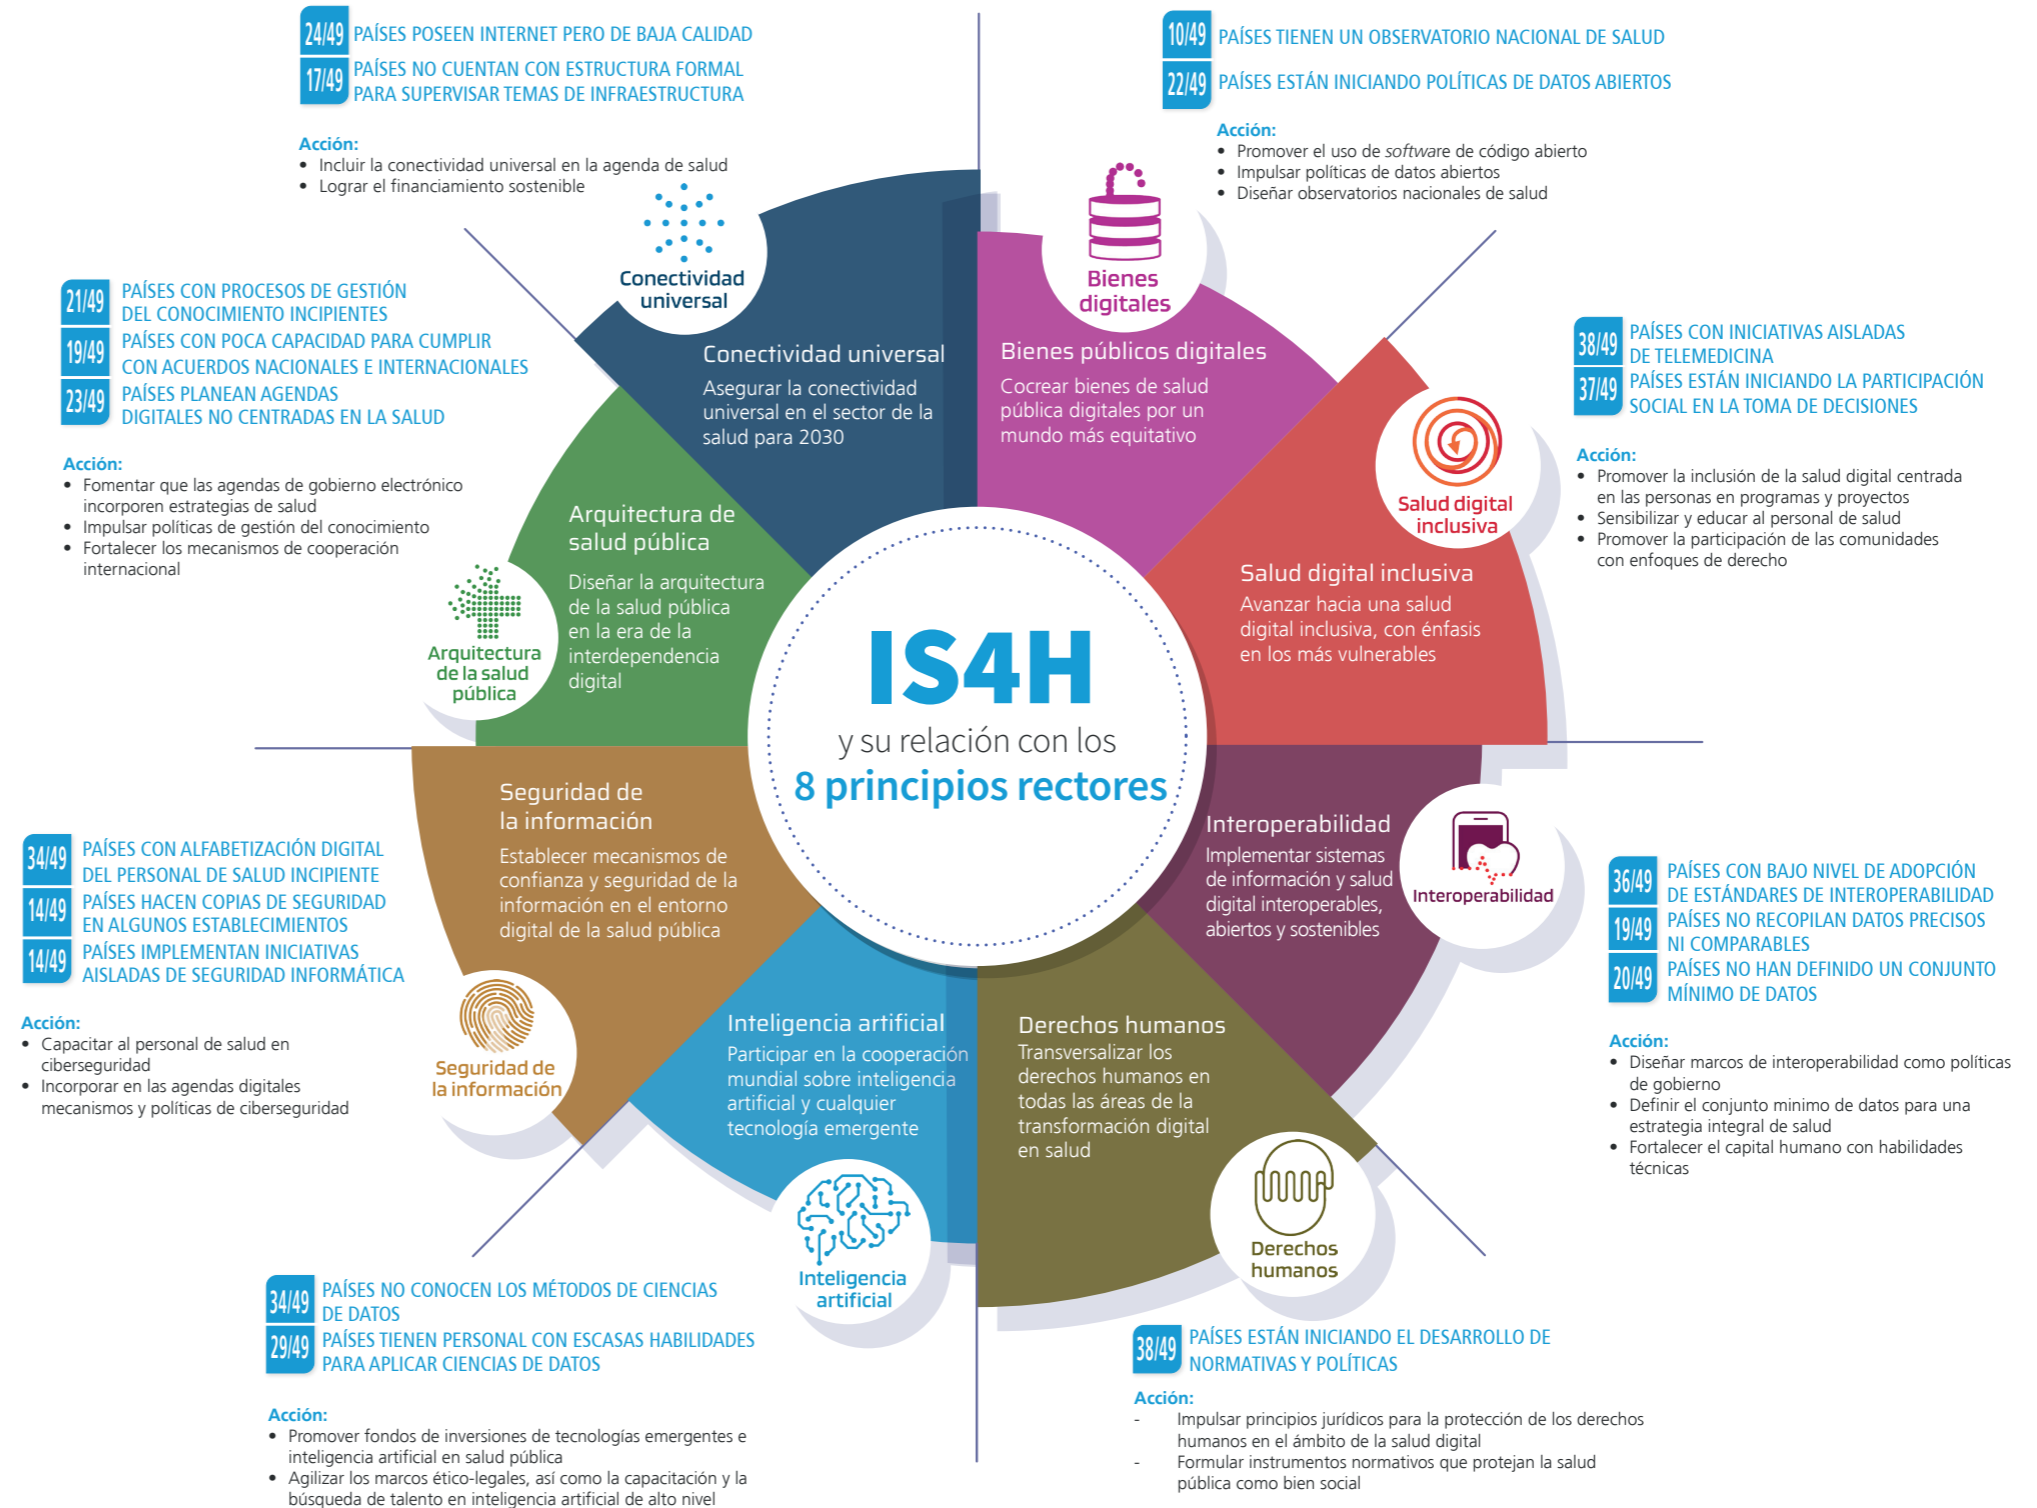 24/49 PAÍSES POSEEN INTERNET PERO DE BAJA CALIDAD
17/49 PAÍSES NO CUENTAN CON ESTRUCTURA FORMAL
PARA SUPERVISAR TEMAS DE INFRAESTRUCTURA
Acción:
• Incluir la conectividad universal en la agenda de salud
• Lograr el financiamiento sostenible
Conectividad
universal
Conectividad universal
Asegurar la conectividad
universal en el sector de la
salud para 2030
10/49 PAÍSES TIENEN UN OBSERVATORIO NACIONAL DE SALUD
22/49 PAÍSES ESTÁN INICIANDO POLÍTICAS DE DATOS ABIERTOS
Acción:
• Promover el uso de software de código abierto
• Impulsar políticas de datos abiertos
• Diseñar observatorios nacionales de salud
Bienes
digitales
Bienes públicos digitales
Cocrear bienes de salud
pública digitales por un
mundo más equitativo
38/49 PAÍSES CON INICIATIVAS AISLADAS
DE TELEMEDICINA
37/49 PAÍSES ESTÁN INICIANDO LA PARTICIPACIÓN
SOCIAL EN LA TOMA DE DECISIONES
Acción:
• Promover la inclusión de la salud digital centrada
en las personas en programas y proyectos
• Sensibilizar y educar al personal de salud
• Promover la participación de las comunidades
con enfoques de derecho
Salud digital
inclusiva
Salud digital inclusiva
Avanzar hacia una salud
digital inclusiva, con énfasis
en los más vulnerables
36/49 PAÍSES CON BAJO NIVEL DE ADOPCIÓN
DE ESTÁNDARES DE INTEROPERABILIDAD
19/49 PAÍSES NO RECOPILAN DATOS PRECISOS
NI COMPARABLES
20/49 PAÍSES NO HAN DEFINIDO UN CONJUNTO
MÍNIMO DE DATOS
Acción:
• Diseñar marcos de interoperabilidad como políticas
de gobierno
• Definir el conjunto minimo de datos para una
estrategia integral de salud
• Fortalecer el capital humano con habilidades
técnicas
Interoperabilidad
Interoperabilidad
Implementar sistemas
de información y salud
digital interoperables,
abiertos y sostenibles
Derechos humanos
Transversalizar los
derechos humanos en
todas las áreas de la
transformación digital
en salud
Derechos
humanos
38/49 PAÍSES ESTÁN INICIANDO EL DESARROLLO DE
NORMATIVAS Y POLÍTICAS
Acción:
- Impulsar principios jurídicos para la protección de los derechos
humanos en el ámbito de la salud digital
- Formular instrumentos normativos que protejan la salud
pública como bien social
Inteligencia artificial
Participar en la cooperación
mundial sobre inteligencia
artificial y cualquier
tecnología emergente
Inteligencia
artificial
34/49 PAÍSES NO CONOCEN LOS MÉTODOS DE CIENCIAS
DE DATOS
29/49 PAÍSES TIENEN PERSONAL CON ESCASAS HABILIDADES
PARA APLICAR CIENCIAS DE DATOS
Acción:
• Promover fondos de inversiones de tecnologías emergentes e
inteligencia artificial en salud pública
• Agilizar los marcos ético-legales, así como la capacitación y la
búsqueda de talento en inteligencia artificial de alto nivel
Seguridad de
la información
Establecer mecanismos de
confianza y seguridad de la
información en el entorno
digital de la salud pública
Seguridad de
la información
34/49 PAÍSES CON ALFABETIZACIÓN DIGITAL
DEL PERSONAL DE SALUD INCIPIENTE
14/49 PAÍSES HACEN COPIAS DE SEGURIDAD
EN ALGUNOS ESTABLECIMIENTOS
14/49 PAÍSES IMPLEMENTAN INICIATIVAS
AISLADAS DE SEGURIDAD INFORMÁTICA
Acción:
• Capacitar al personal de salud en
ciberseguridad
• Incorporar en las agendas digitales
mecanismos y políticas de ciberseguridad
21/49 PAÍSES CON PROCESOS DE GESTIÓN
DEL CONOCIMIENTO INCIPIENTES
19/49 PAÍSES CON POCA CAPACIDAD PARA CUMPLIR
CON ACUERDOS NACIONALES E INTERNACIONALES
23/49 PAÍSES PLANEAN AGENDAS
DIGITALES NO CENTRADAS EN LA SALUD
Acción:
• Fomentar que las agendas de gobierno electrónico
incorporen estrategias de salud
• Impulsar políticas de gestión del conocimiento
• Fortalecer los mecanismos de cooperación
internacional
Arquitectura
de la salud
pública
Arquitectura de
salud pública
Diseñar la arquitectura
de la salud pública
en la era de la
interdependencia
digital
IS4H
y su relación con los
8 principios rectores